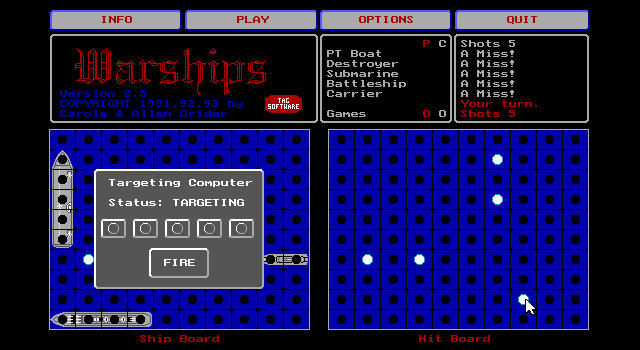 INFO
PLAY
OPTIONS
QUIT
Warships
Version 2.5
COPYRIGHT 1991,92,93 by
Carole & Allen Grider
TAG
SOFTWARE
P C
PT Boat
Destroyer
Submarine
Battleship
Carrier
Games 0 0
Shots 5
A Miss!
A Miss!
A Miss!
A Miss!
A Miss!
Your turn.
Shots 5
Targeting Computer
Status: TARGETING
FIRE
Ship Board
Hit Board